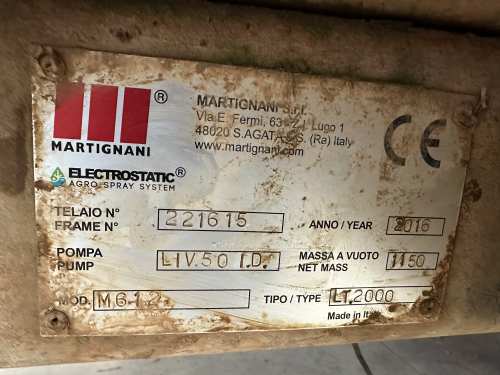 MARTIGNANI S.r.l.
Via E. Fermi, 63 - Z.I. Lugo 1
48020 S.AGATA S.S. (Ra) Italy
www.martignani.com
®
MARTIGNANI
CE
ELECTROSTATIC®
AGRO SPRAY SYSTEM
TELAIO N°
FRAME N°
221615
ANNO / YEAR
2016
POMPA
PUMP
LIV.50 I.D.
MASSA A VUOTO
NET MASS
1150
MOD.
M612
TIPO / TYPE
LT.2000
Made in Italy